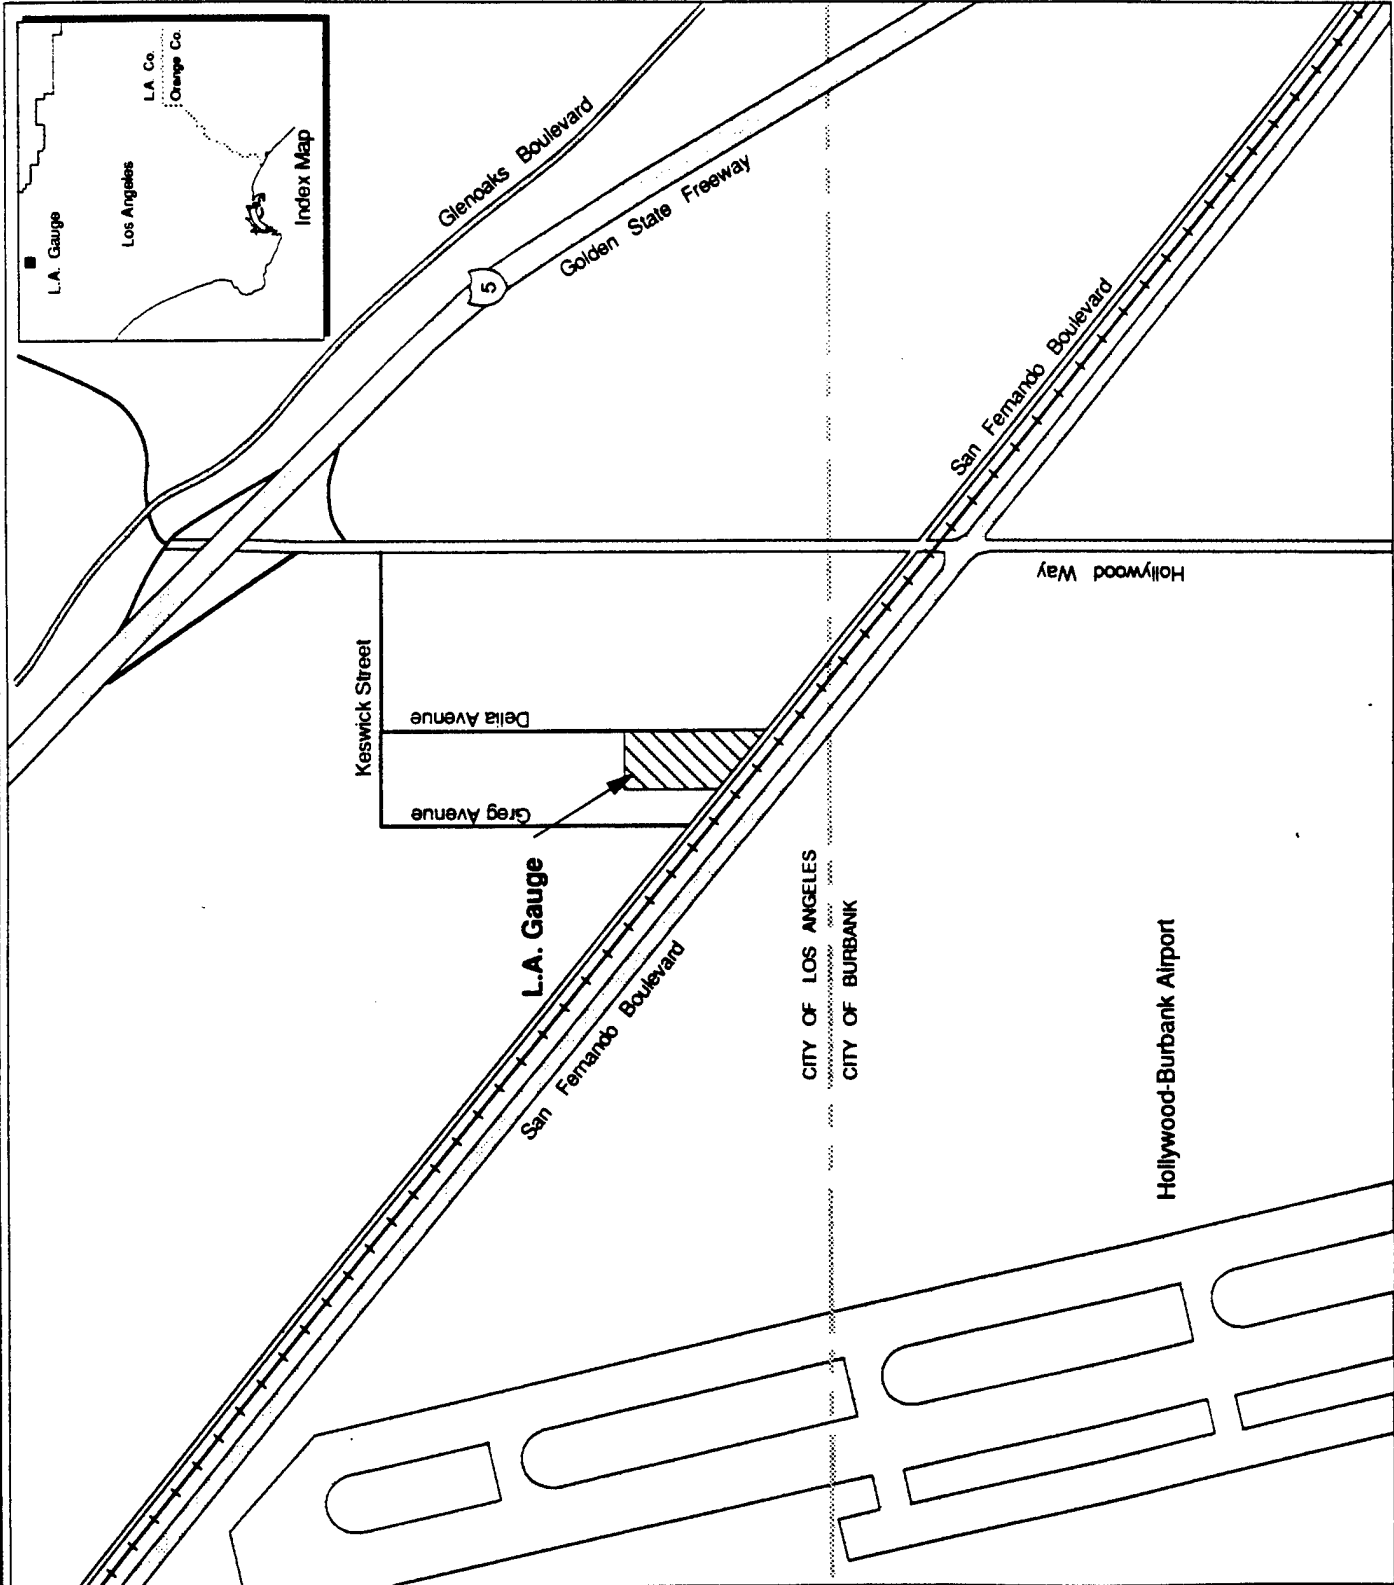 L.A. Co.
Orange Co.
L.A. Gauge
Los Angeles
Index Map
Glenoaks Boulevard
5
Golden State Freeway
San Fernando Boulevard
Hollywood Way
Keswick Street
Delia Avenue
Greg Avenue
L.A. Gauge
San Fernando Boulevard
CITY OF LOS ANGELES
CITY OF BURBANK
Hollywood-Burbank Airport